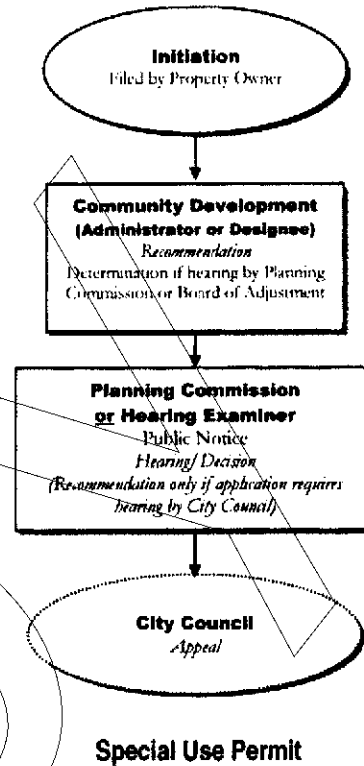 Initiation
Filed by Property Owner
Community Development
(Administrator or Designee)
Recommendation
Determination if hearing by Planning
Commission or Board of Adjustment
Planning Commission
or Hearing Examiner
Public Notice
Hearing/ Decision
(Recommendation only if application requires
hearing by City Council)
City Council
Appeal
Special Use Permit